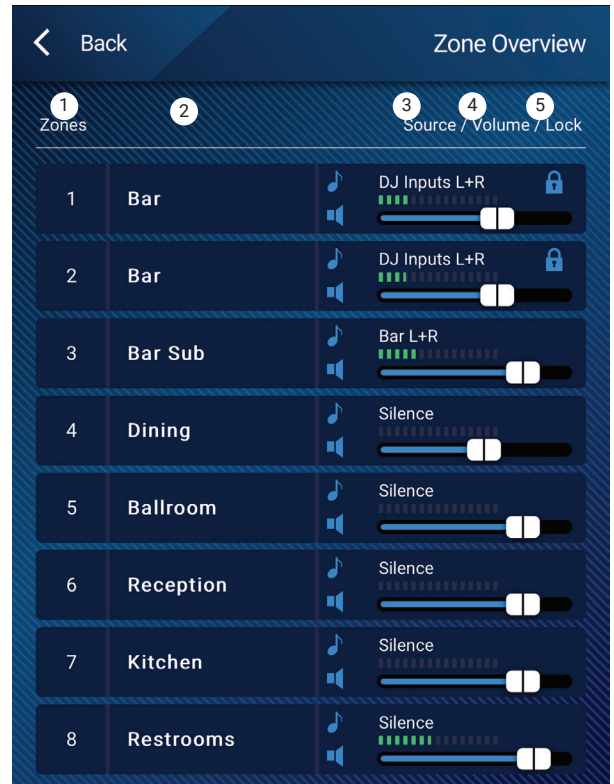 Back
Zone Overview
1 2 3 4 5
Zones
Source / Volume / Lock
DJ Inputs L+R
1 Bar
DJ Inputs L+R
2 Bar
Bar L+R
3 Bar Sub
Silence
4 Dining
Silence
5 Ballroom
Silence
6 Reception
Silence
7 Kitchen
Silence
8 Restrooms